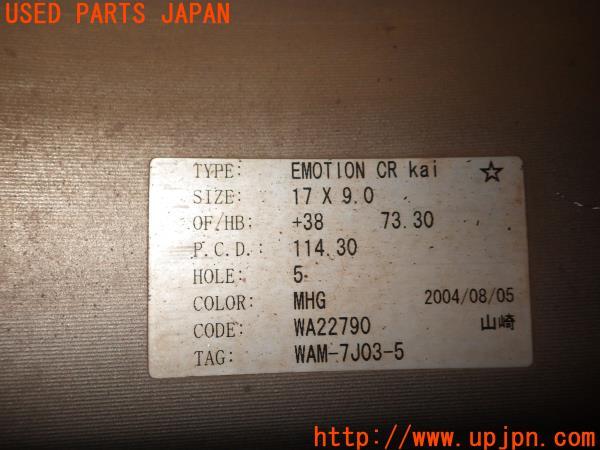 USED PARTS JAPAN
TYPE: EMOTION CR kai ☆
SIZE: 17 X 9.0
OF/HB: +38 73.30
P.C.D.: 114.30
HOLE: 5
COLOR: MHG 2004/08/05
CODE: WA22790 山崎
TAG: WAM-7J03-5
http://www.upjpn.com/